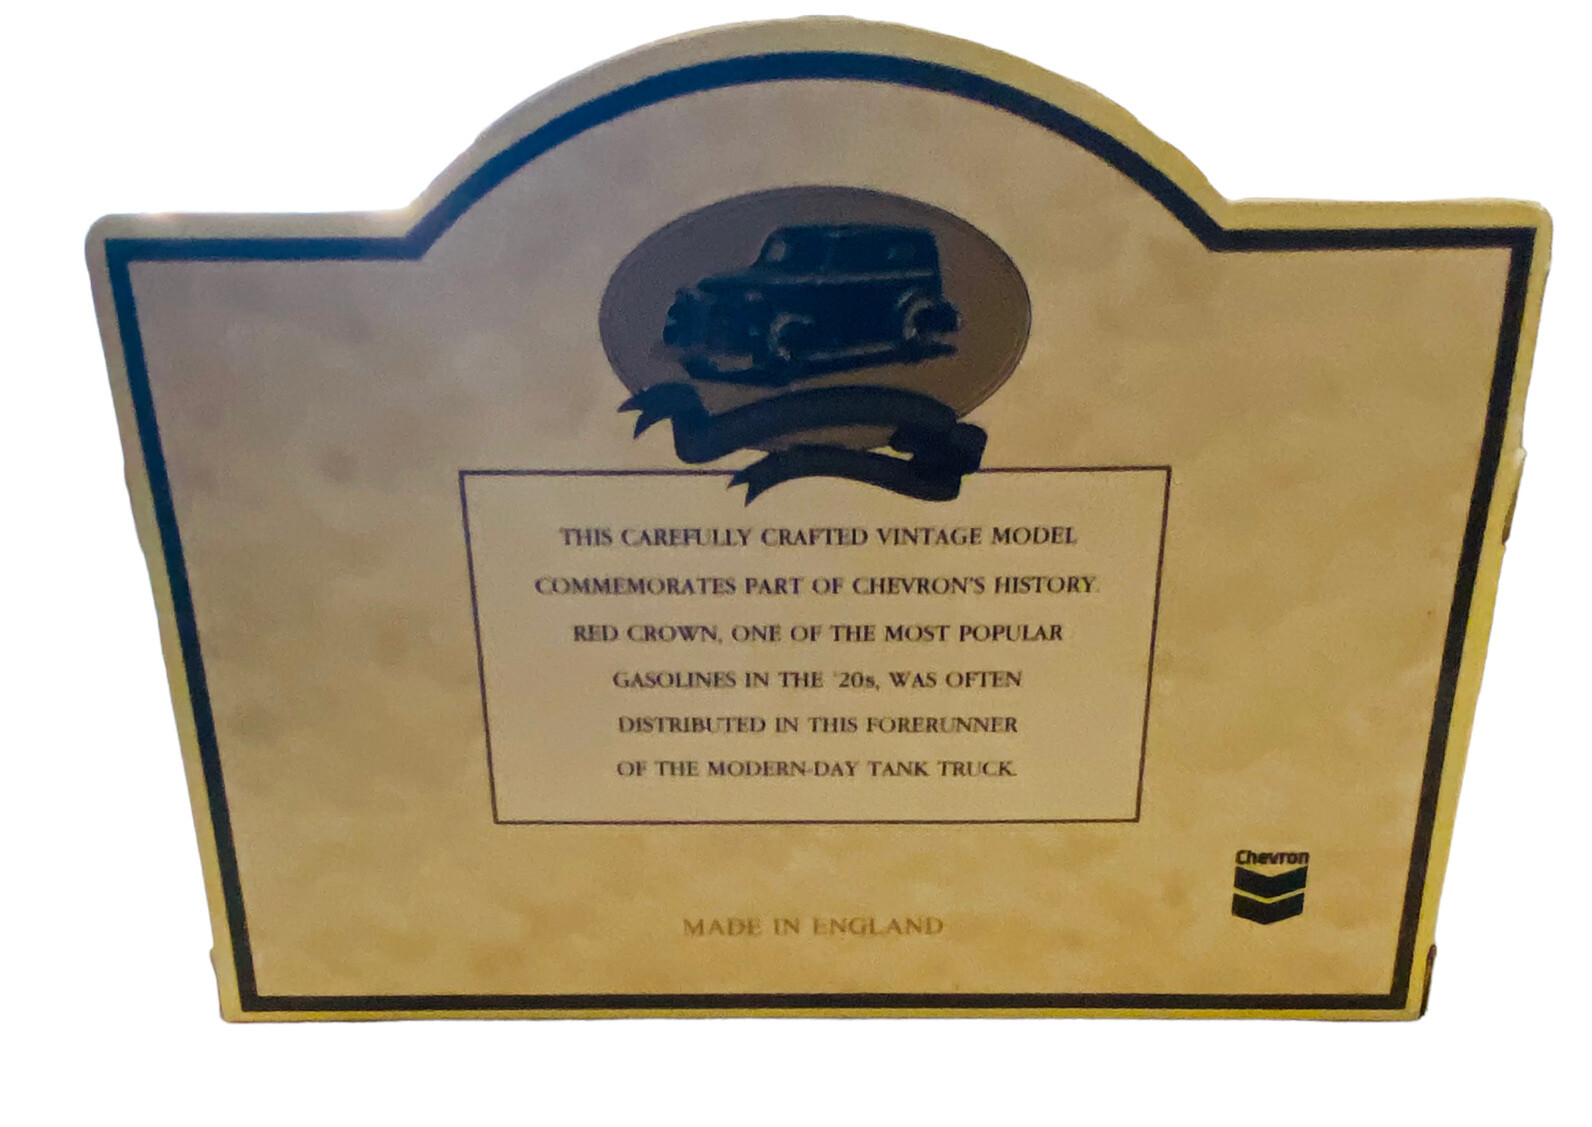 THIS CAREFULLY CRAFTED VINTAGE MODEL
COMMEMORATES PART OF CHEVRON'S HISTORY.
RED CROWN, ONE OF THE MOST POPULAR
GASOLINES IN THE '20s, WAS OFTEN
DISTRIBUTED IN THIS FORERUNNER
OF THE MODERN-DAY TANK TRUCK.
Chevron
MADE IN ENGLAND